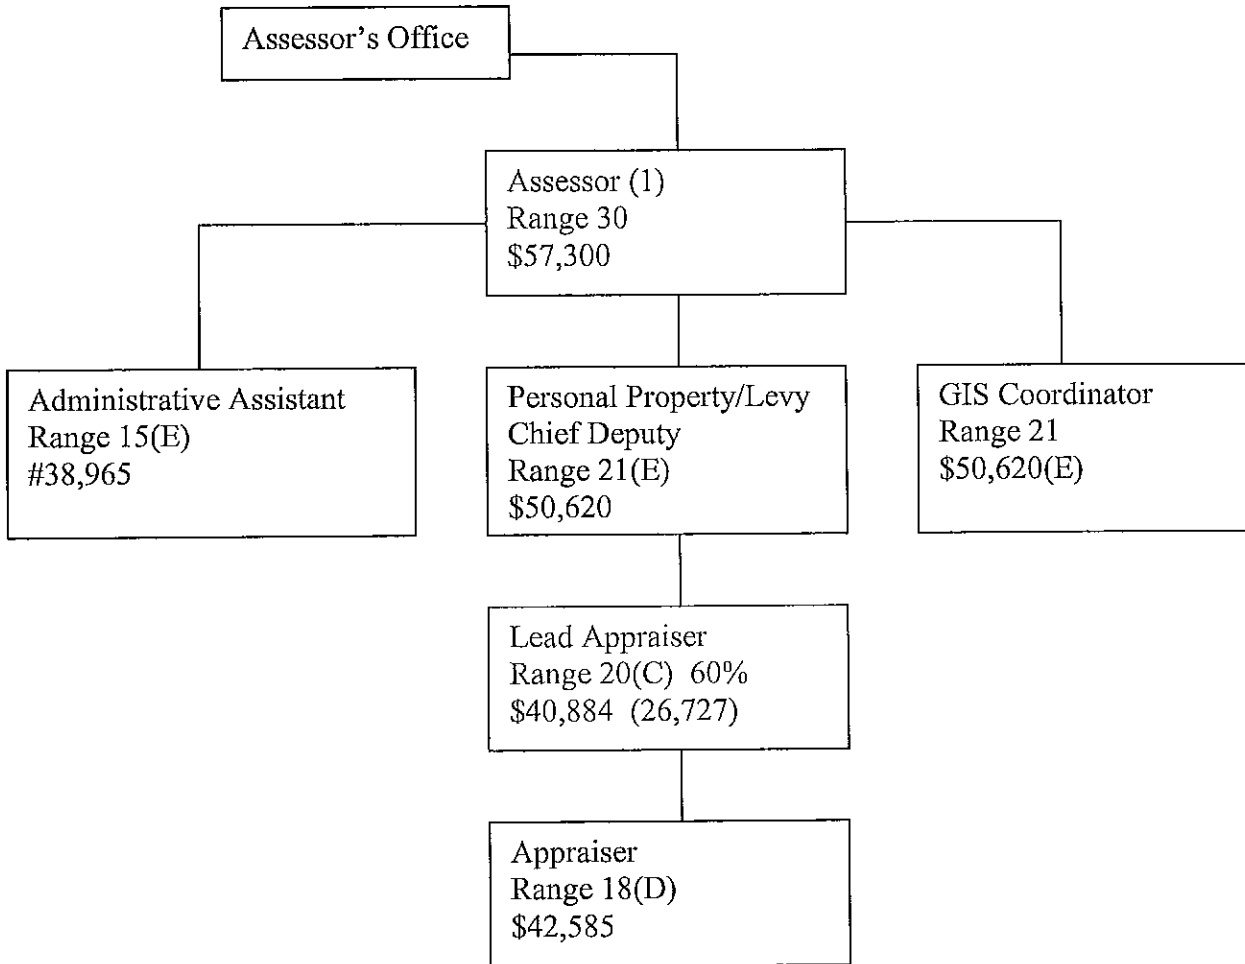 Assessor's Office
Assessor (1)
Range 30
$57,300
Administrative Assistant
Range 15(E)
#38,965
Personal Property/Levy
Chief Deputy
Range 21(E)
$50,620
GIS Coordinator
Range 21
$50,620(E)
Lead Appraiser
Range 20(C) 60%
$40,884 (26,727)
Appraiser
Range 18(D)
$42,585